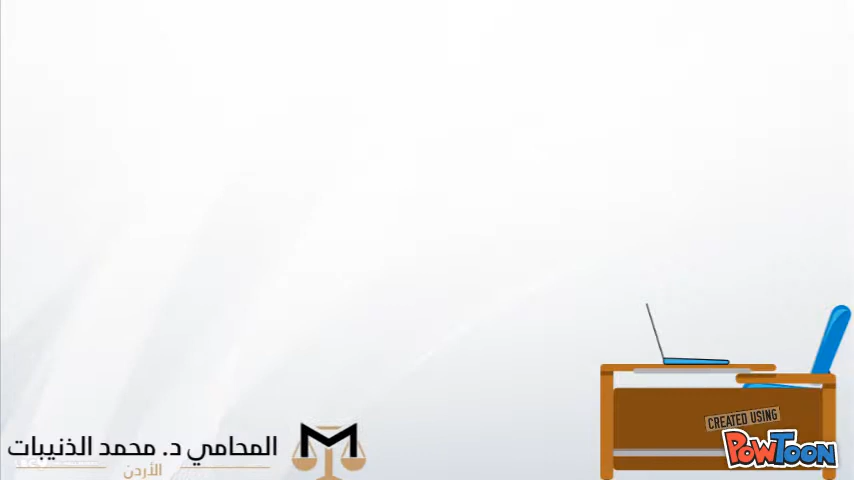 المحامي د. محمد الذنيبات
الأردن
M
CREATED USING
POWTOON